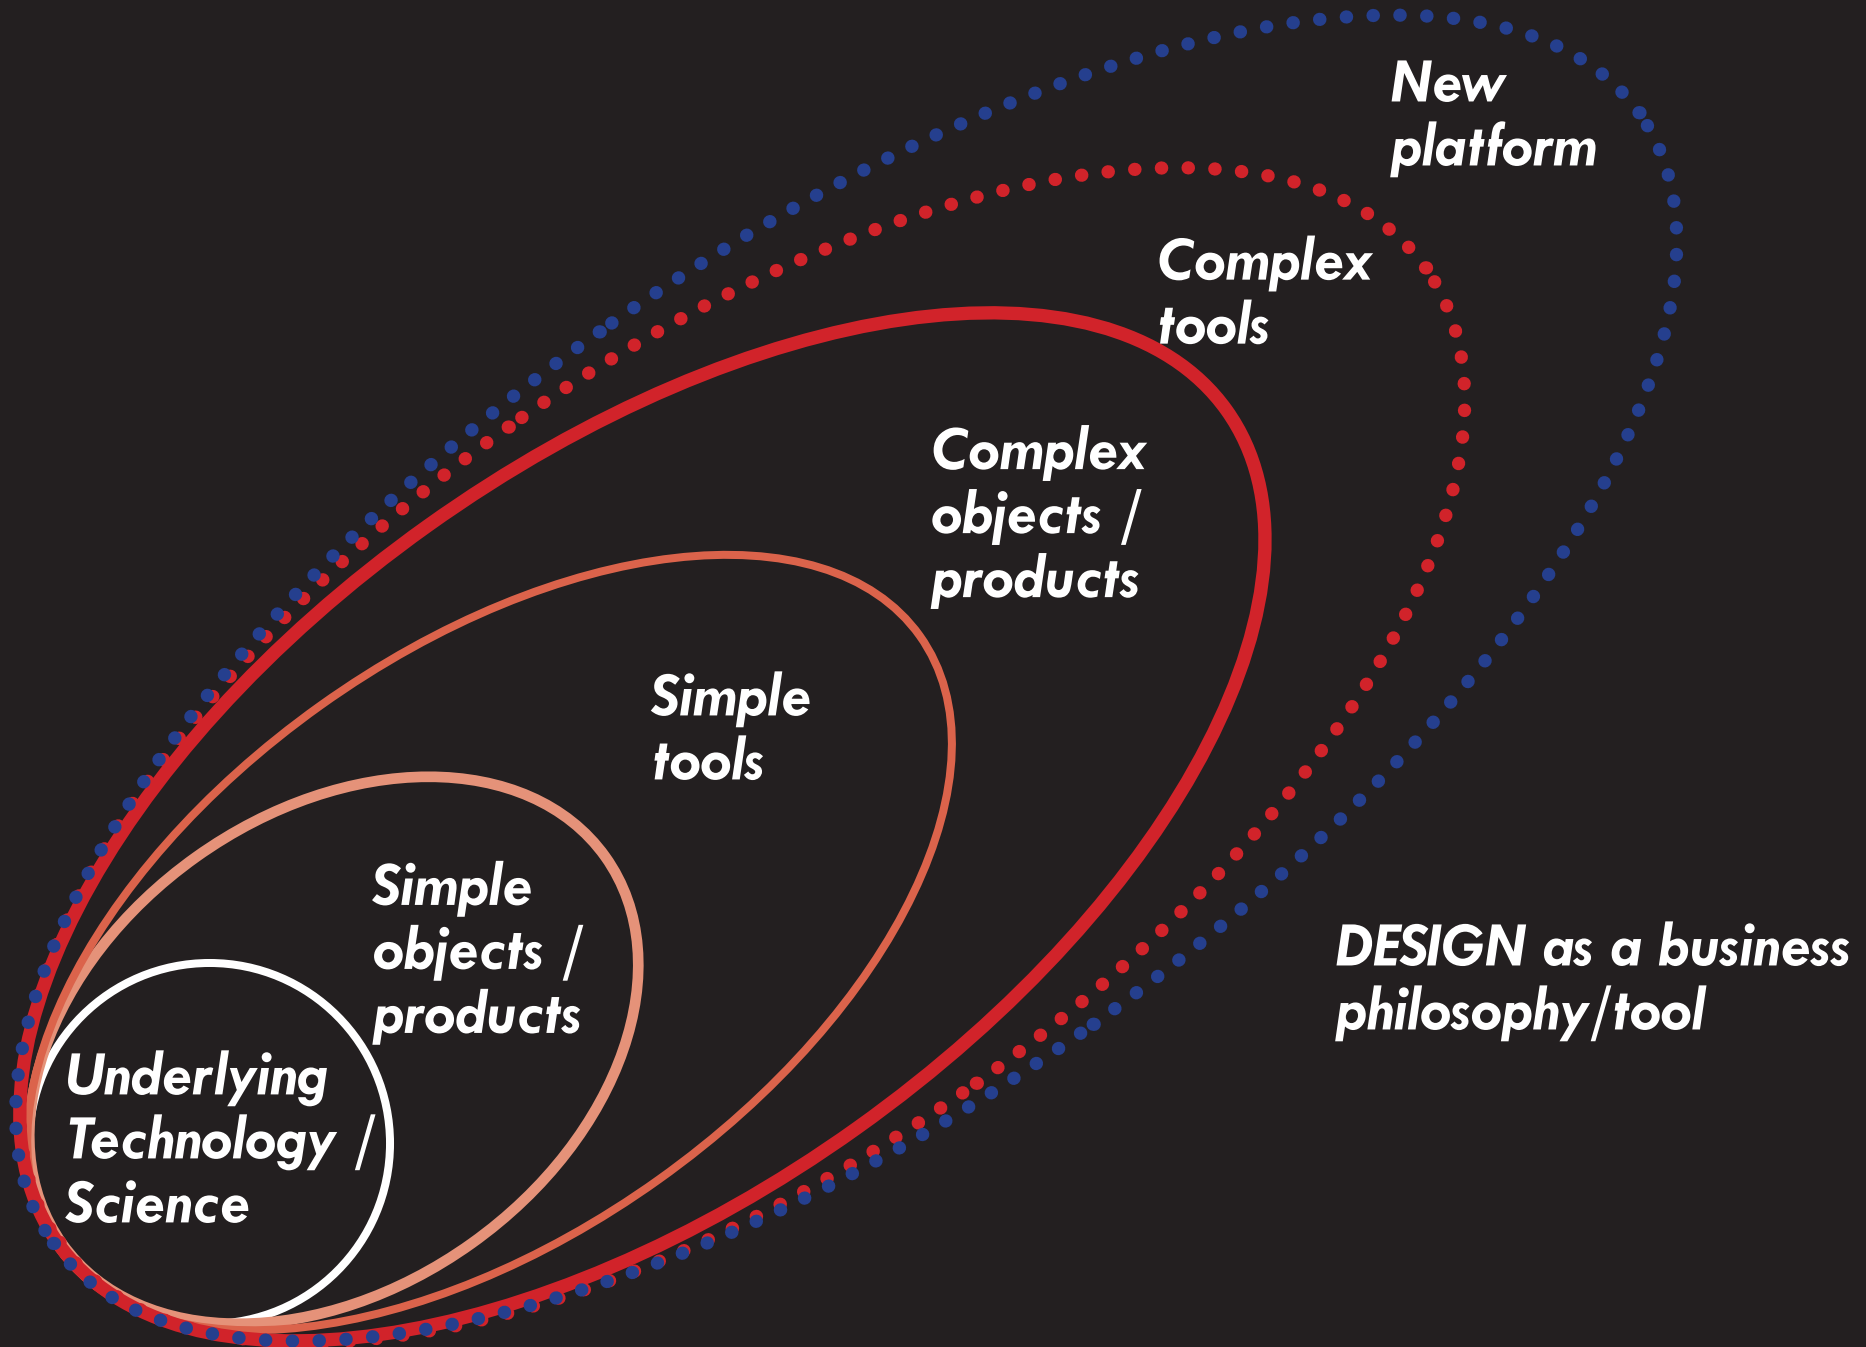 New
platform
Complex
tools
Complex
objects /
products
Simple
tools
Simple
objects /
products
DESIGN as a business
philosophy/tool
Underlying
Technology /
Science